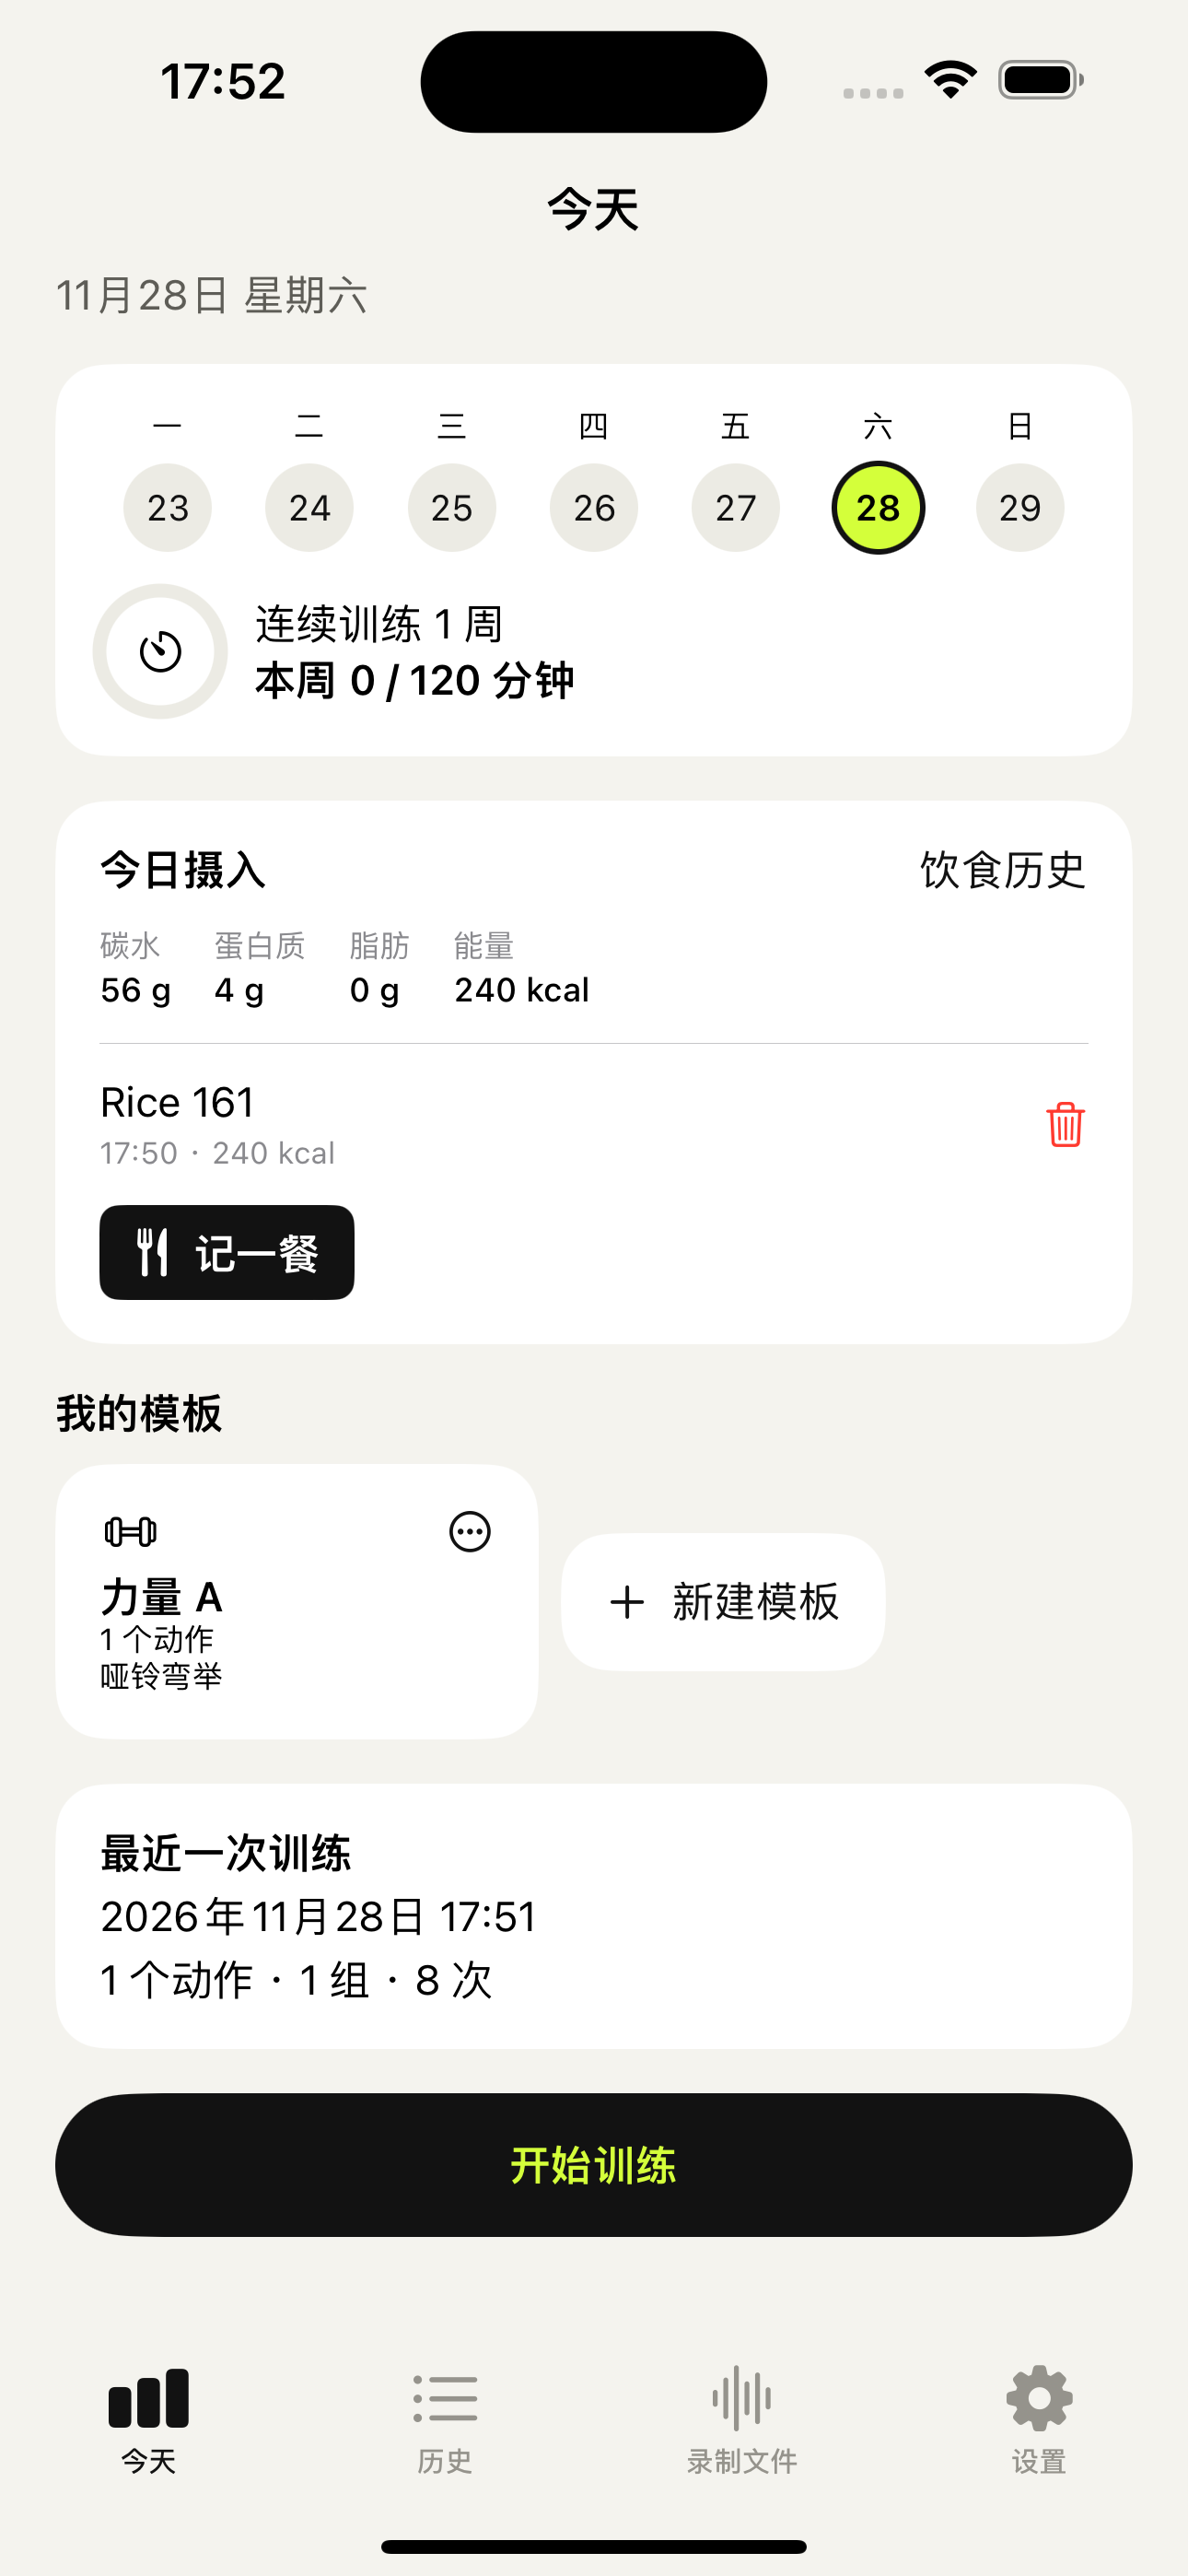 17:52
今天
11月28日 星期六
一 二 三 四 五 六 日
23 24 25 26 27 28 29
连续训练 1 周
本周 0 / 120 分钟
今日摄入 饮食历史
碳水 蛋白质 脂肪 能量
56 g 4 g 0 g 240 kcal
Rice 161
17:50 · 240 kcal
记一餐
我的模板
力量 A
1 个动作
哑铃弯举
新建模板
最近一次训练
2026年11月28日 17:51
1 个动作 · 1 组 · 8 次
开始训练
今天 历史 录制文件 设置